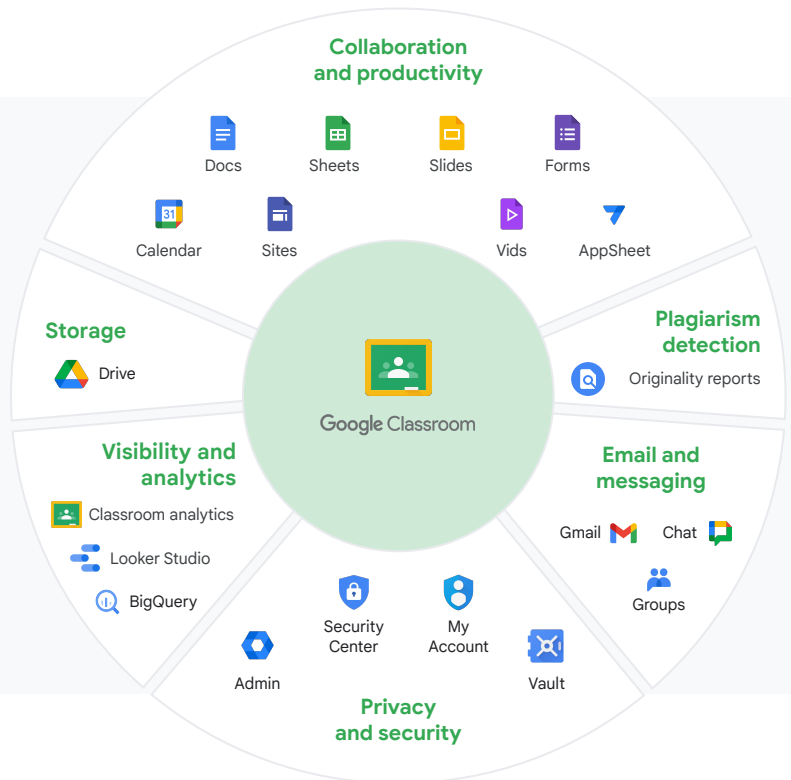 Collaboration
and productivity
Docs
Sheets
Slides
Forms
Calendar
31
Sites
Vids
AppSheet
Storage
Drive
Plagiarism
detection
Originality reports
Google Classroom
Visibility and
analytics
Classroom analytics
Looker Studio
BigQuery
Email and
messaging
Gmail
Chat
Groups
Security
Center
My
Account
Admin
Vault
Privacy
and security